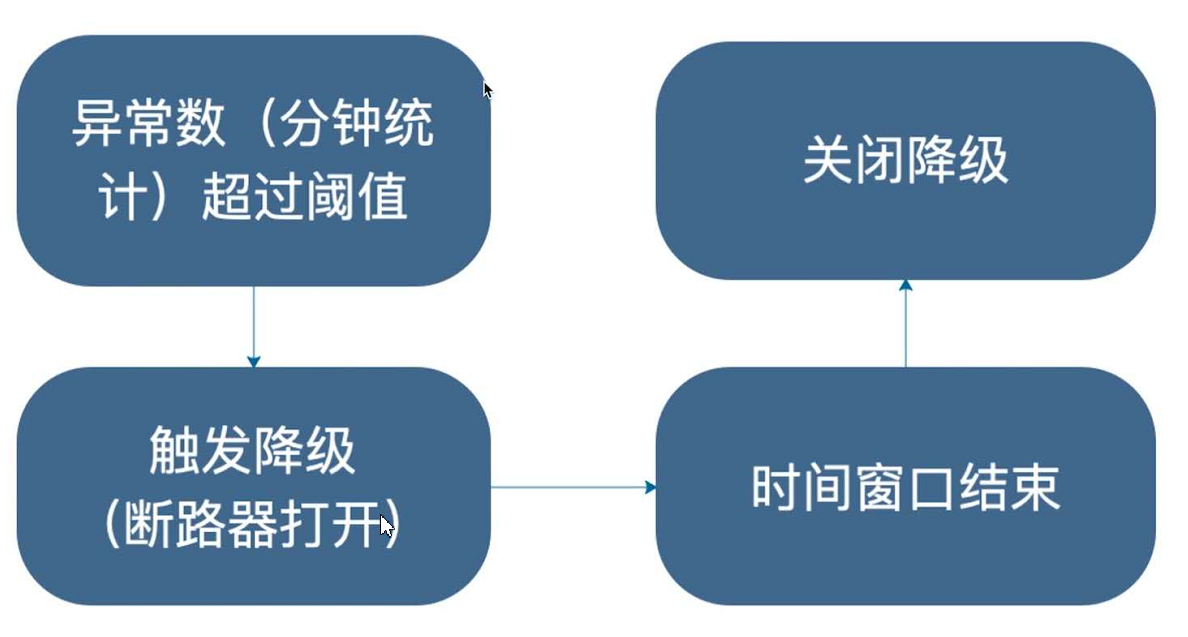 异常数（分钟统
计）超过阈值
触发降级
(断路器打开)
时间窗口结束
关闭降级